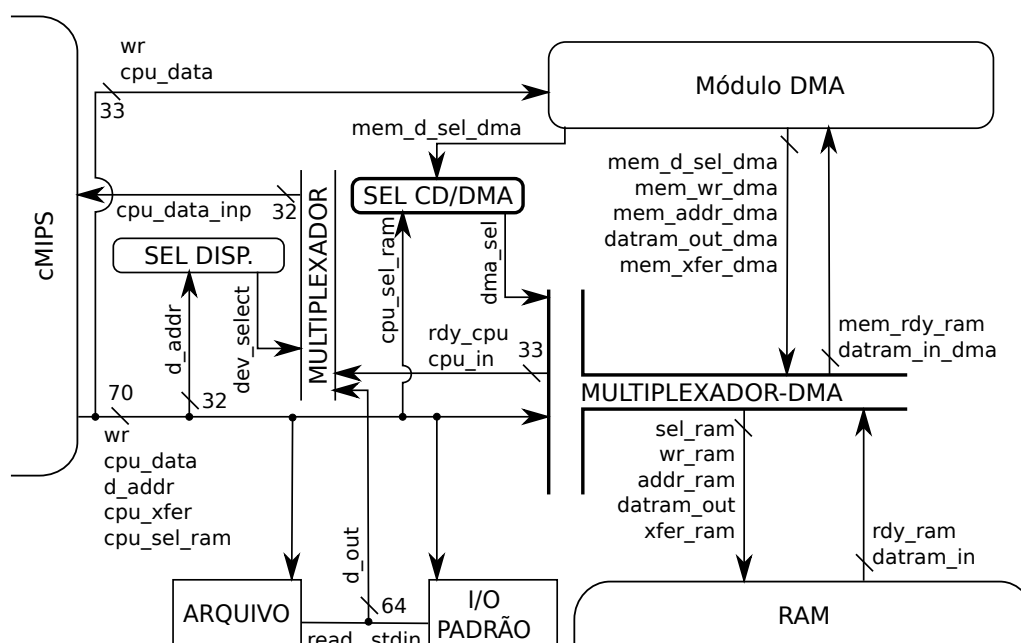 wr
cpu_data
33
Módulo DMA
mem_d_sel_dma
mem_d_sel_dma
mem_wr_dma
mem_addr_dma
datram_out_dma
mem_xfer_dma
SEL CD/DMA
cpu_data_inp
32
MULTIPLEXADOR
cMIPS
SEL DISP.
cpu_sel_ram
dma_sel
d_addr
dev_select
rdy_cpu
cpu_in
33
mem_rdy_ram
datram_in_dma
MULTIPLEXADOR-DMA
70
32
wr
cpu_data
d_addr
cpu_xfer
cpu_sel_ram
sel_ram
wr_ram
addr_ram
datram_out
xfer_ram
rdy_ram
datram_in
d_out
64
ARQUIVO
read stdin
I/O
PADRÃO
RAM